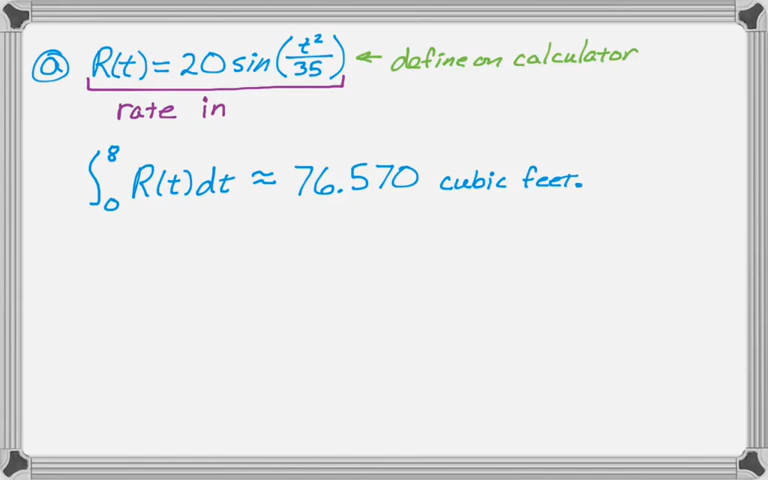 ⓐ R(t) = 20 sin(t²/35) ← define on calculator
rate in
∫₀⁸ R(t)dt ≈ 76.570 cubic feet.